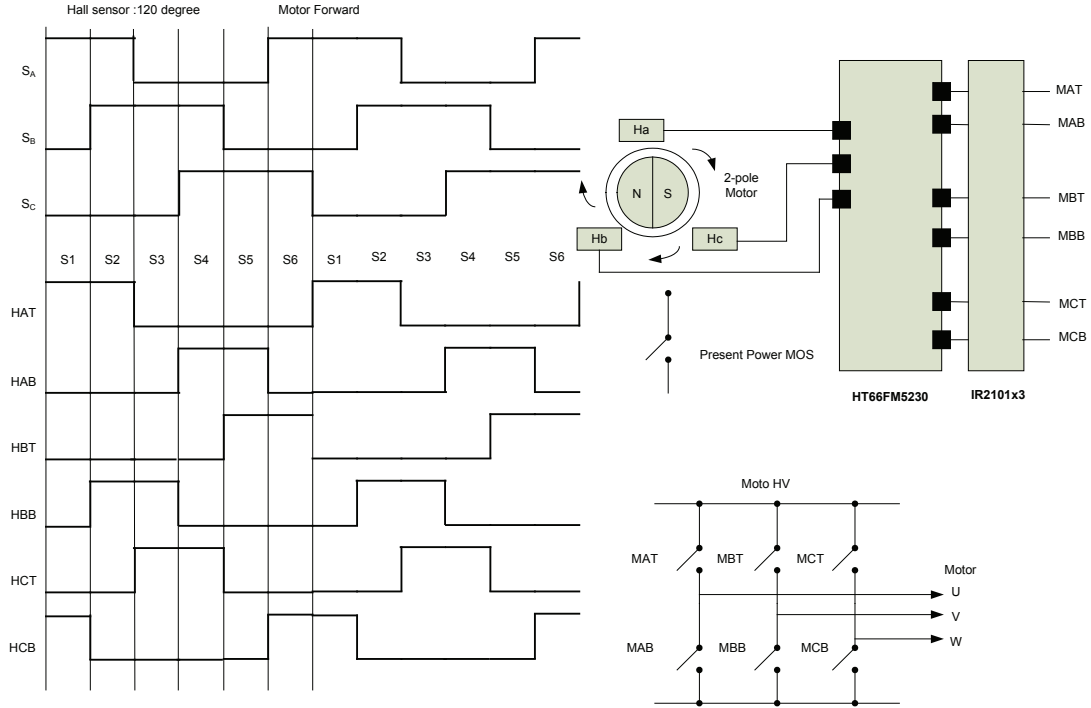 Hall sensor :120 degree
Motor Forward
SA
SB
SC
S1 S2 S3 S4 S5 S6 S1 S2 S3 S4 S5 S6
HAT
HAB
HBT
HBB
HCT
HCB
Ha
N S
2-pole
Motor
Hb
Hc
Present Power MOS
MAT
MAB
MBT
MBB
MCT
MCB
HT66FM5230
IR2101x3
Moto HV
MAT
MBT
MCT
Motor
U
V
W
MAB
MBB
MCB